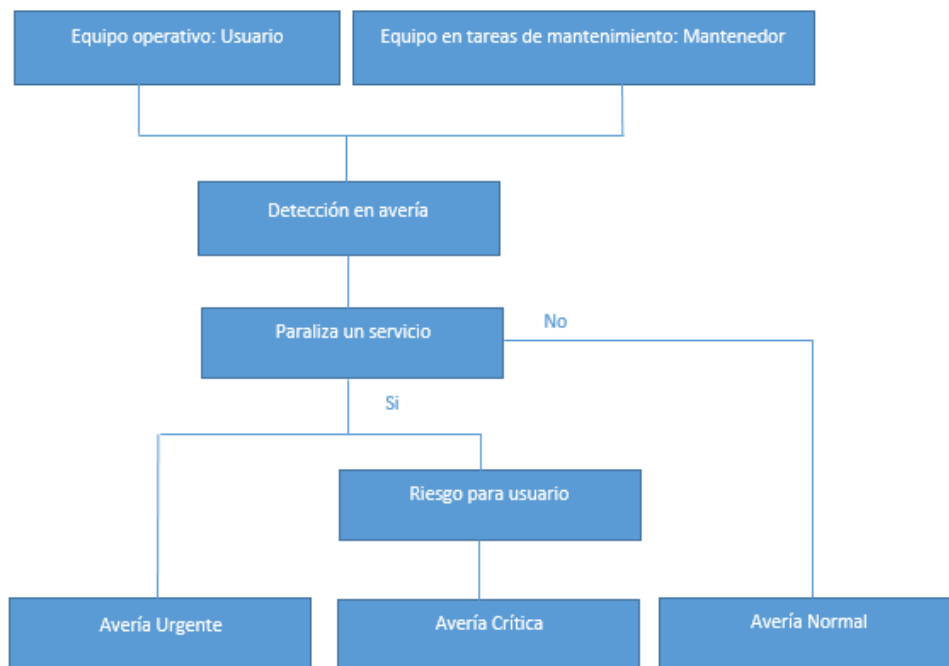 Equipo operativo: Usuario
Equipo en tareas de mantenimiento: Mantenedor
Detección en avería
Paraliza un servicio
No
Si
Riesgo para usuario
Avería Urgente
Avería Crítica
Avería Normal